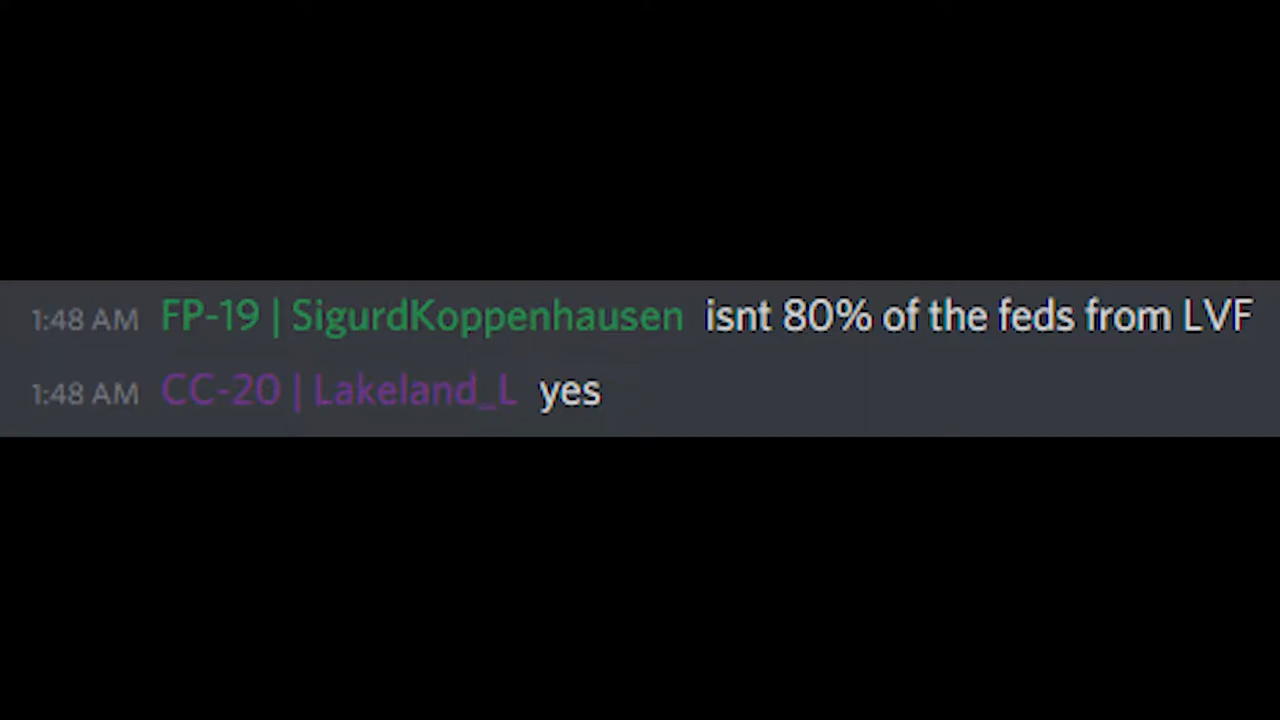 1:48 AM FP-19 | SigurdKoppenhausen isnt 80% of the feds from LVF
1:48 AM CC-20 | Lakeland_L yes